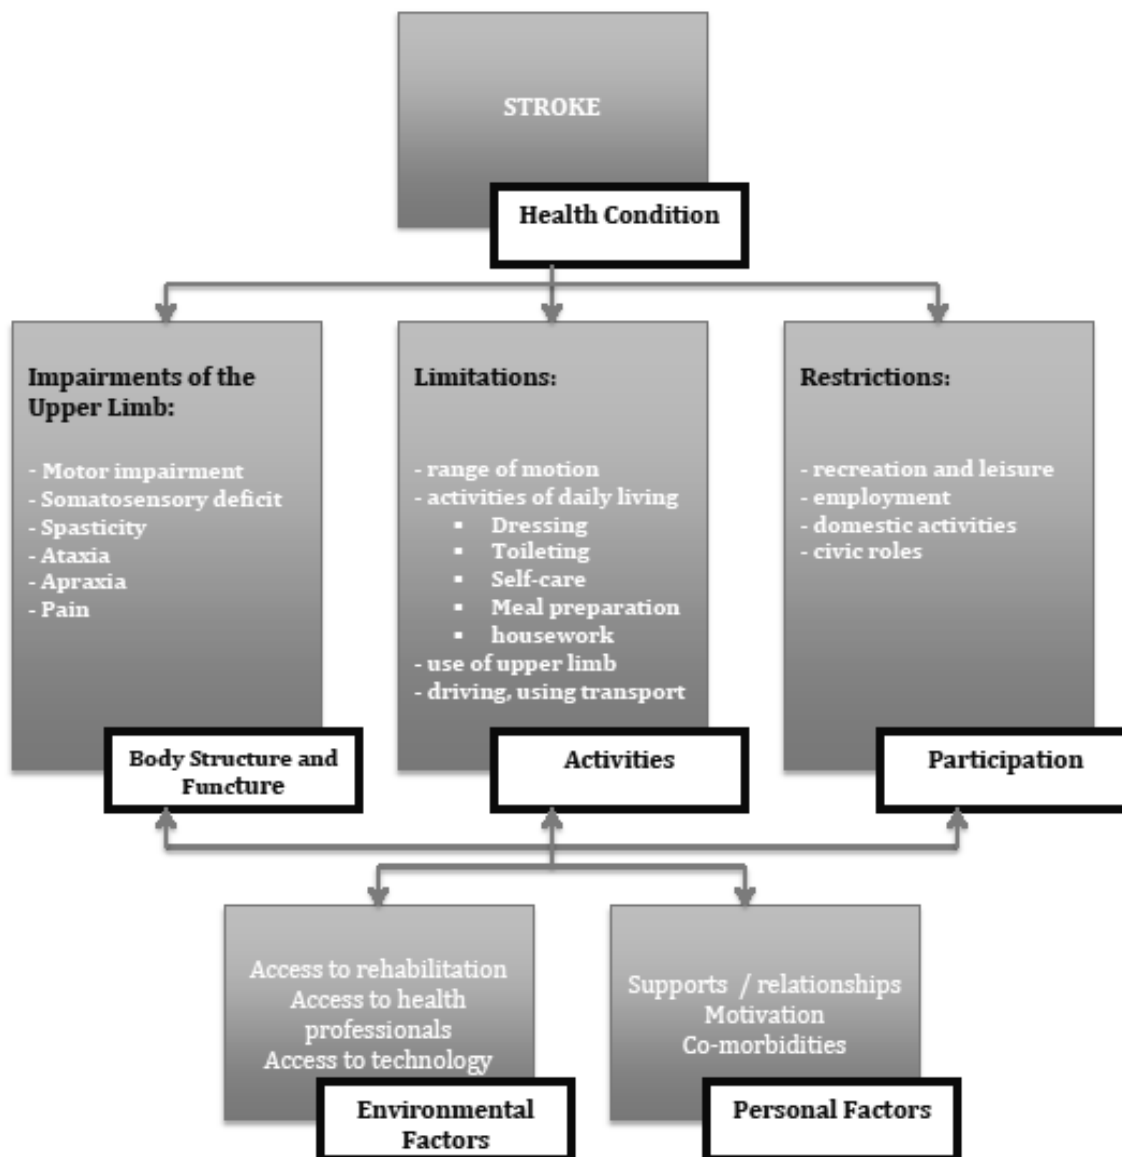 STROKE
Health Condition
Impairments of the
Upper Limb:
- Motor impairment
- Somatosensory deficit
- Spasticity
- Ataxia
- Apraxia
- Pain
Body Structure and
Functure
Limitations:
- range of motion
- activities of daily living
▪ Dressing
▪ Toileting
▪ Self-care
▪ Meal preparation
▪ housework
- use of upper limb
- driving, using transport
Activities
Restrictions:
- recreation and leisure
- employment
- domestic activities
- civic roles
Participation
Access to rehabilitation
Access to health
professionals
Access to technology
Environmental
Factors
Supports / relationships
Motivation
Co-morbidities
Personal Factors